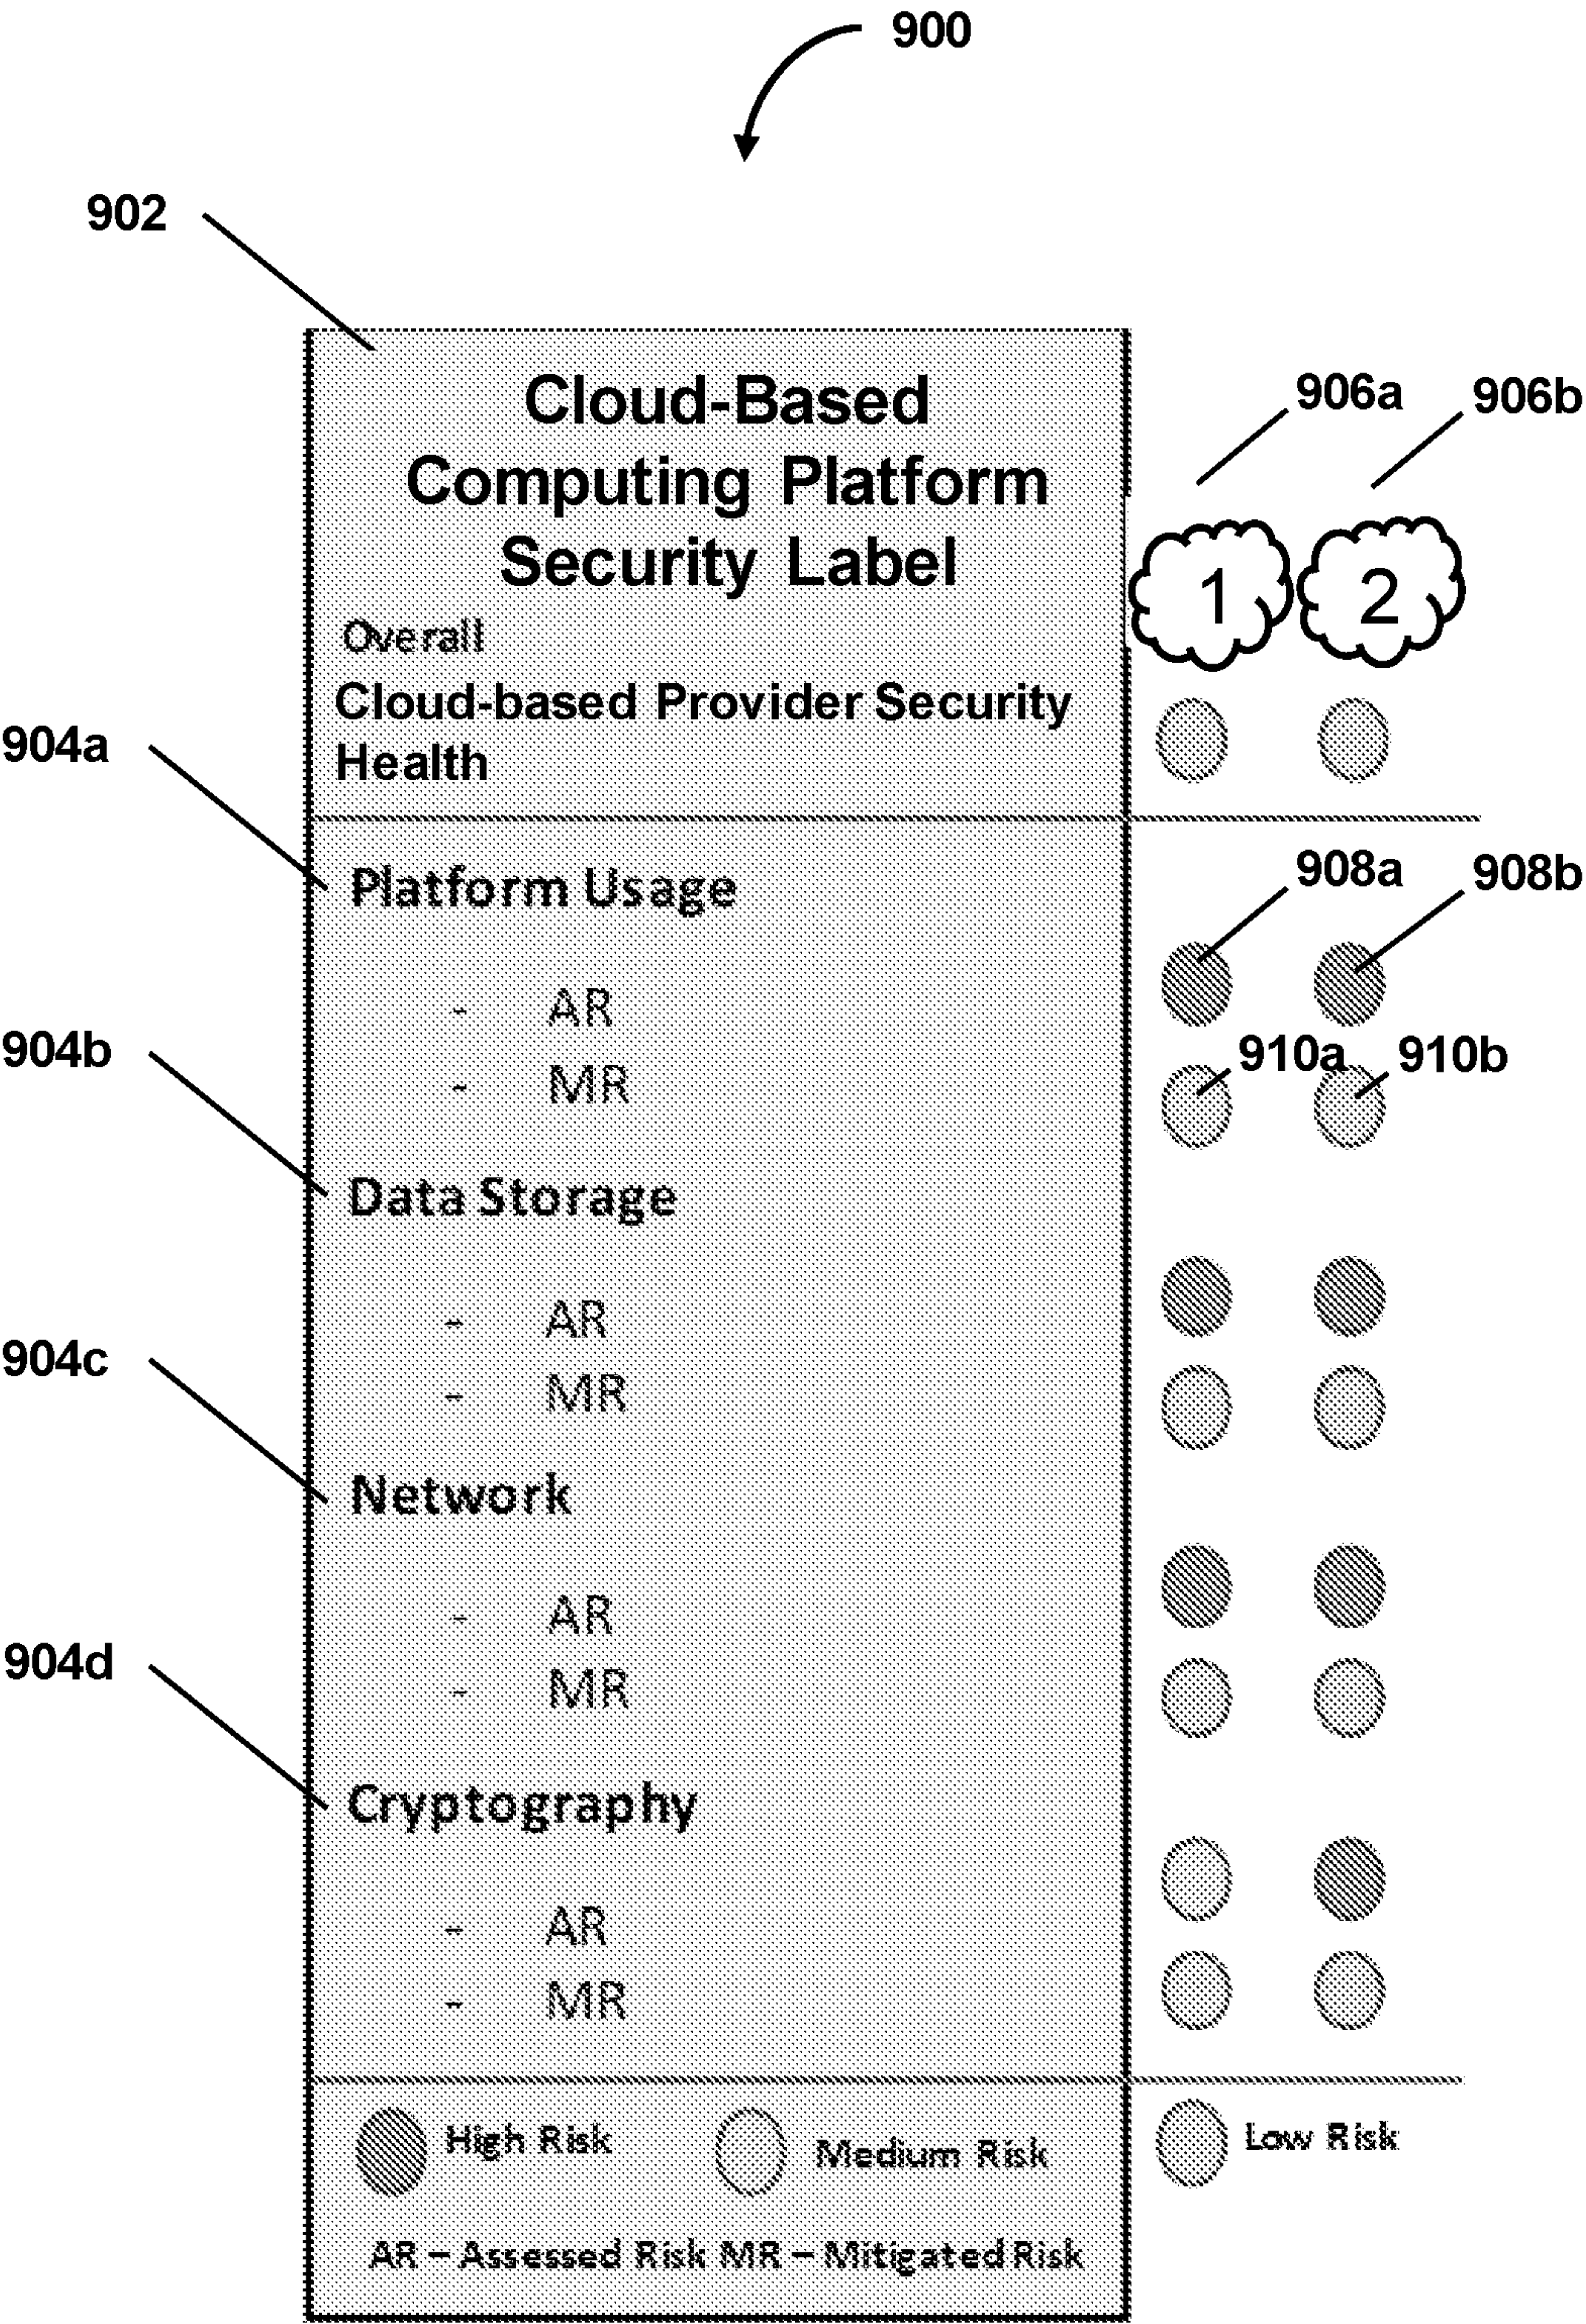 900
902
Cloud-Based
Computing Platform
Security Label
906a
906b
1
2
Overall
Cloud-based Provider Security
Health
904a
Platform Usage
908a
908b
- AR
904b
910a
910b
- MR
Data Storage
- AR
904c
- MR
Network
- AR
904d
- MR
Cryptography
- AR
- MR
High Risk
Medium Risk
Low Risk
AR – Assessed Risk MR – Mitigated Risk